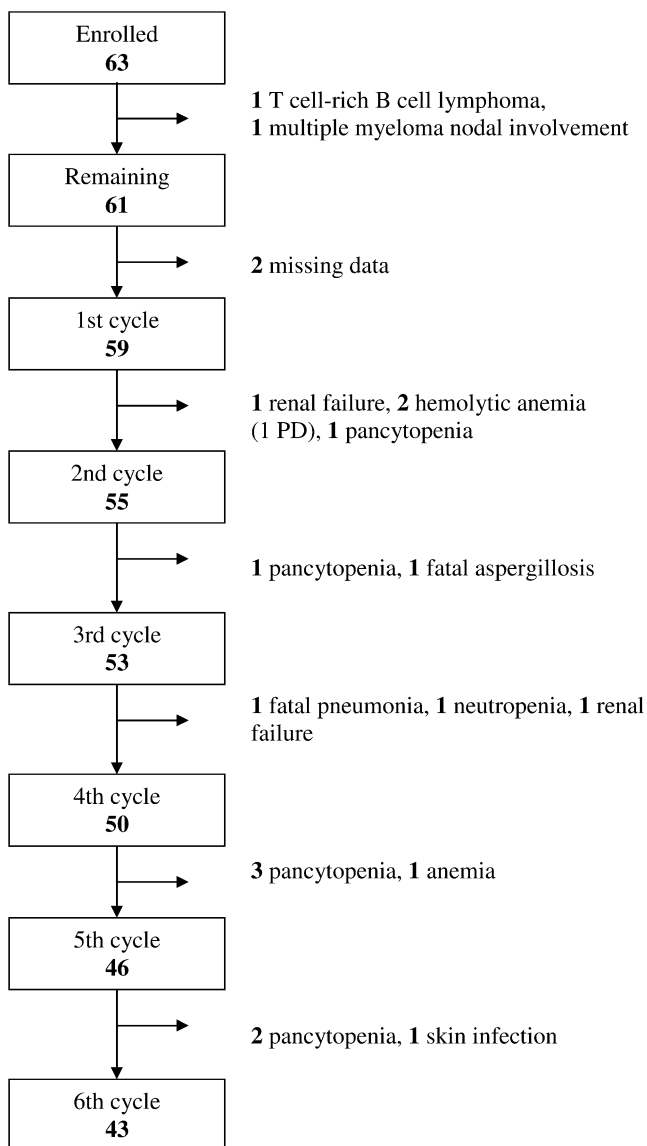 Enrolled
63
1 T cell-rich B cell lymphoma,
1 multiple myeloma nodal involvement
Remaining
61
2 missing data
1st cycle
59
1 renal failure, 2 hemolytic anemia
(1 PD), 1 pancytopenia
2nd cycle
55
1 pancytopenia, 1 fatal aspergillosis
3rd cycle
53
1 fatal pneumonia, 1 neutropenia, 1 renal
failure
4th cycle
50
3 pancytopenia, 1 anemia
5th cycle
46
2 pancytopenia, 1 skin infection
6th cycle
43